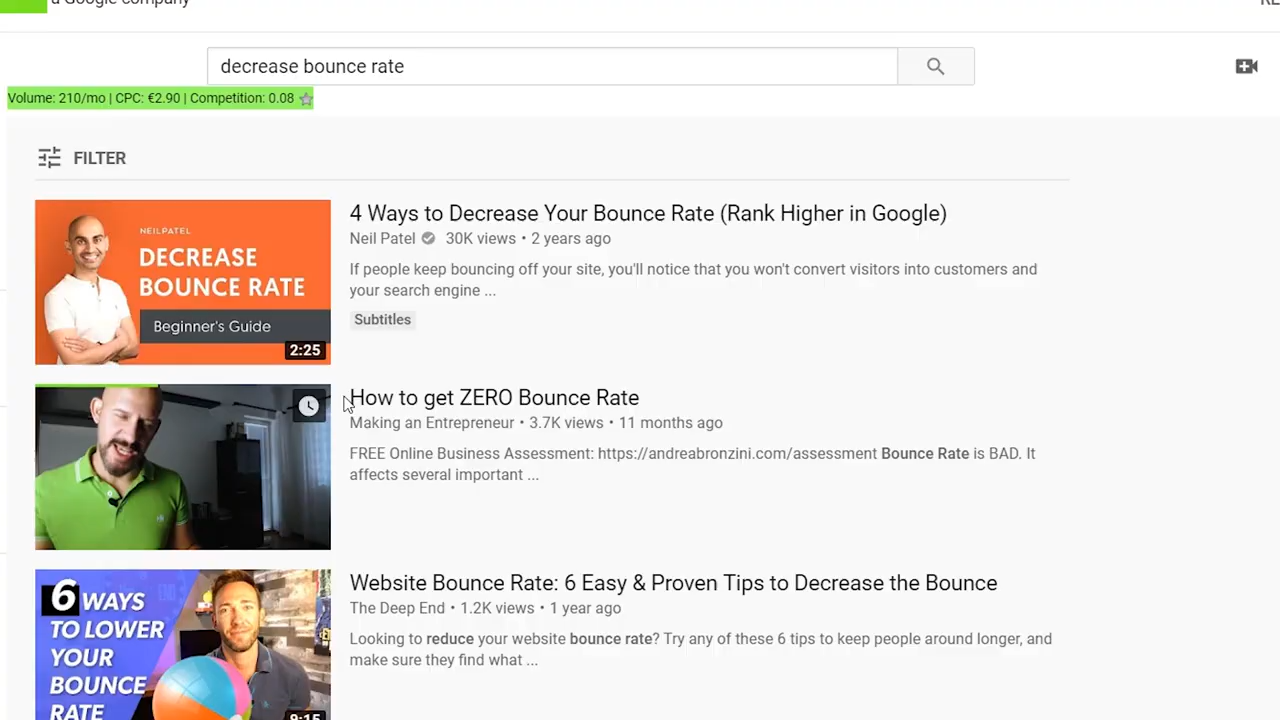 a Google company
decrease bounce rate
Volume: 210/mo | CPC: €2.90 | Competition: 0.08
FILTER
NEILPATEL
DECREASE
BOUNCE RATE
Beginner's Guide
2:25
4 Ways to Decrease Your Bounce Rate (Rank Higher in Google)
Neil Patel 30K views • 2 years ago
If people keep bouncing off your site, you'll notice that you won't convert visitors into customers and
your search engine ...
Subtitles
How to get ZERO Bounce Rate
Making an Entrepreneur • 3.7K views • 11 months ago
FREE Online Business Assessment: https://andreabronzini.com/assessment Bounce Rate is BAD. It
affects several important ...
6 WAYS
TO LOWER
YOUR
BOUNCE
RATE
9:15
Website Bounce Rate: 6 Easy & Proven Tips to Decrease the Bounce
The Deep End • 1.2K views • 1 year ago
Looking to reduce your website bounce rate? Try any of these 6 tips to keep people around longer, and
make sure they find what ...